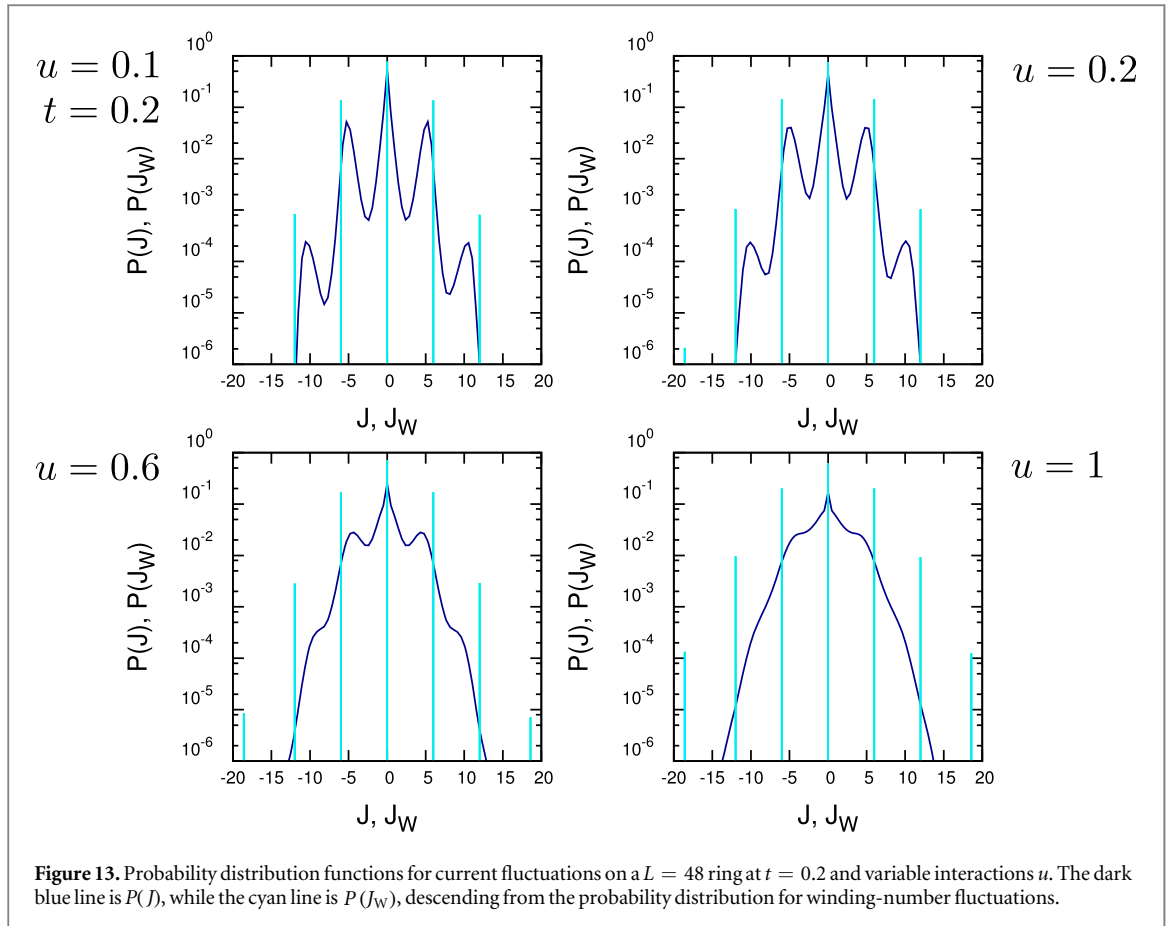 u = 0.1
t = 0.2
10^0
10^-1
10^-2
10^-3
10^-4
10^-5
10^-6
P(J), P(J_W)
-20 -15 -10 -5 0 5 10 15 20
J, J_W
u = 0.2
10^0
10^-1
10^-2
10^-3
10^-4
10^-5
10^-6
P(J), P(J_W)
-20 -15 -10 -5 0 5 10 15 20
J, J_W
u = 0.6
10^0
10^-1
10^-2
10^-3
10^-4
10^-5
10^-6
P(J), P(J_W)
-20 -15 -10 -5 0 5 10 15 20
J, J_W
u = 1
10^0
10^-1
10^-2
10^-3
10^-4
10^-5
10^-6
P(J), P(J_W)
-20 -15 -10 -5 0 5 10 15 20
J, J_W
Figure 13. Probability distribution functions for current fluctuations on a L = 48 ring at t = 0.2 and variable interactions u. The dark
blue line is P(J), while the cyan line is P(J_W), descending from the probability distribution for winding-number fluctuations.